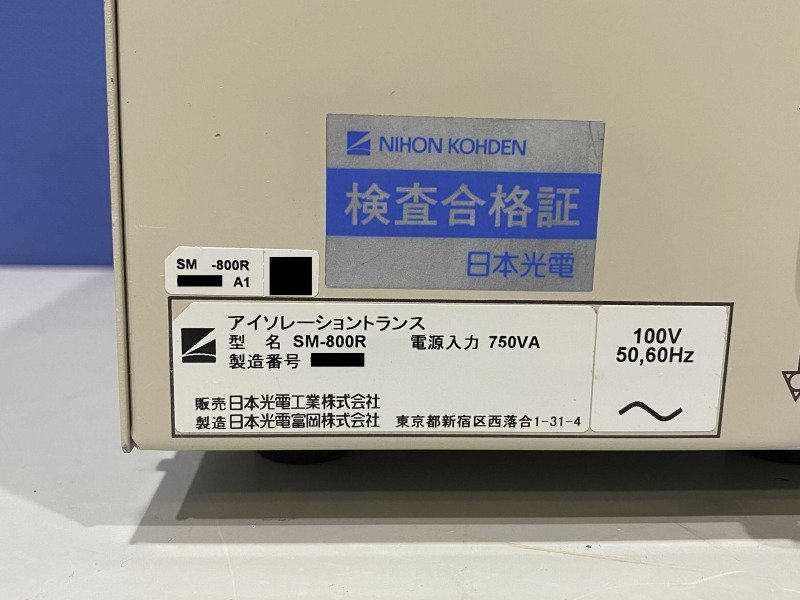 NIHON KOHDEN
検査合格証
日本光電
SM -800R
A1
アイソレーショントランス
型 名 SM-800R 電源入力 750VA
製造番号
販売 日本光電工業株式会社
製造 日本光電富岡株式会社 東京都新宿区西落合1-31-4
100V
50,60Hz